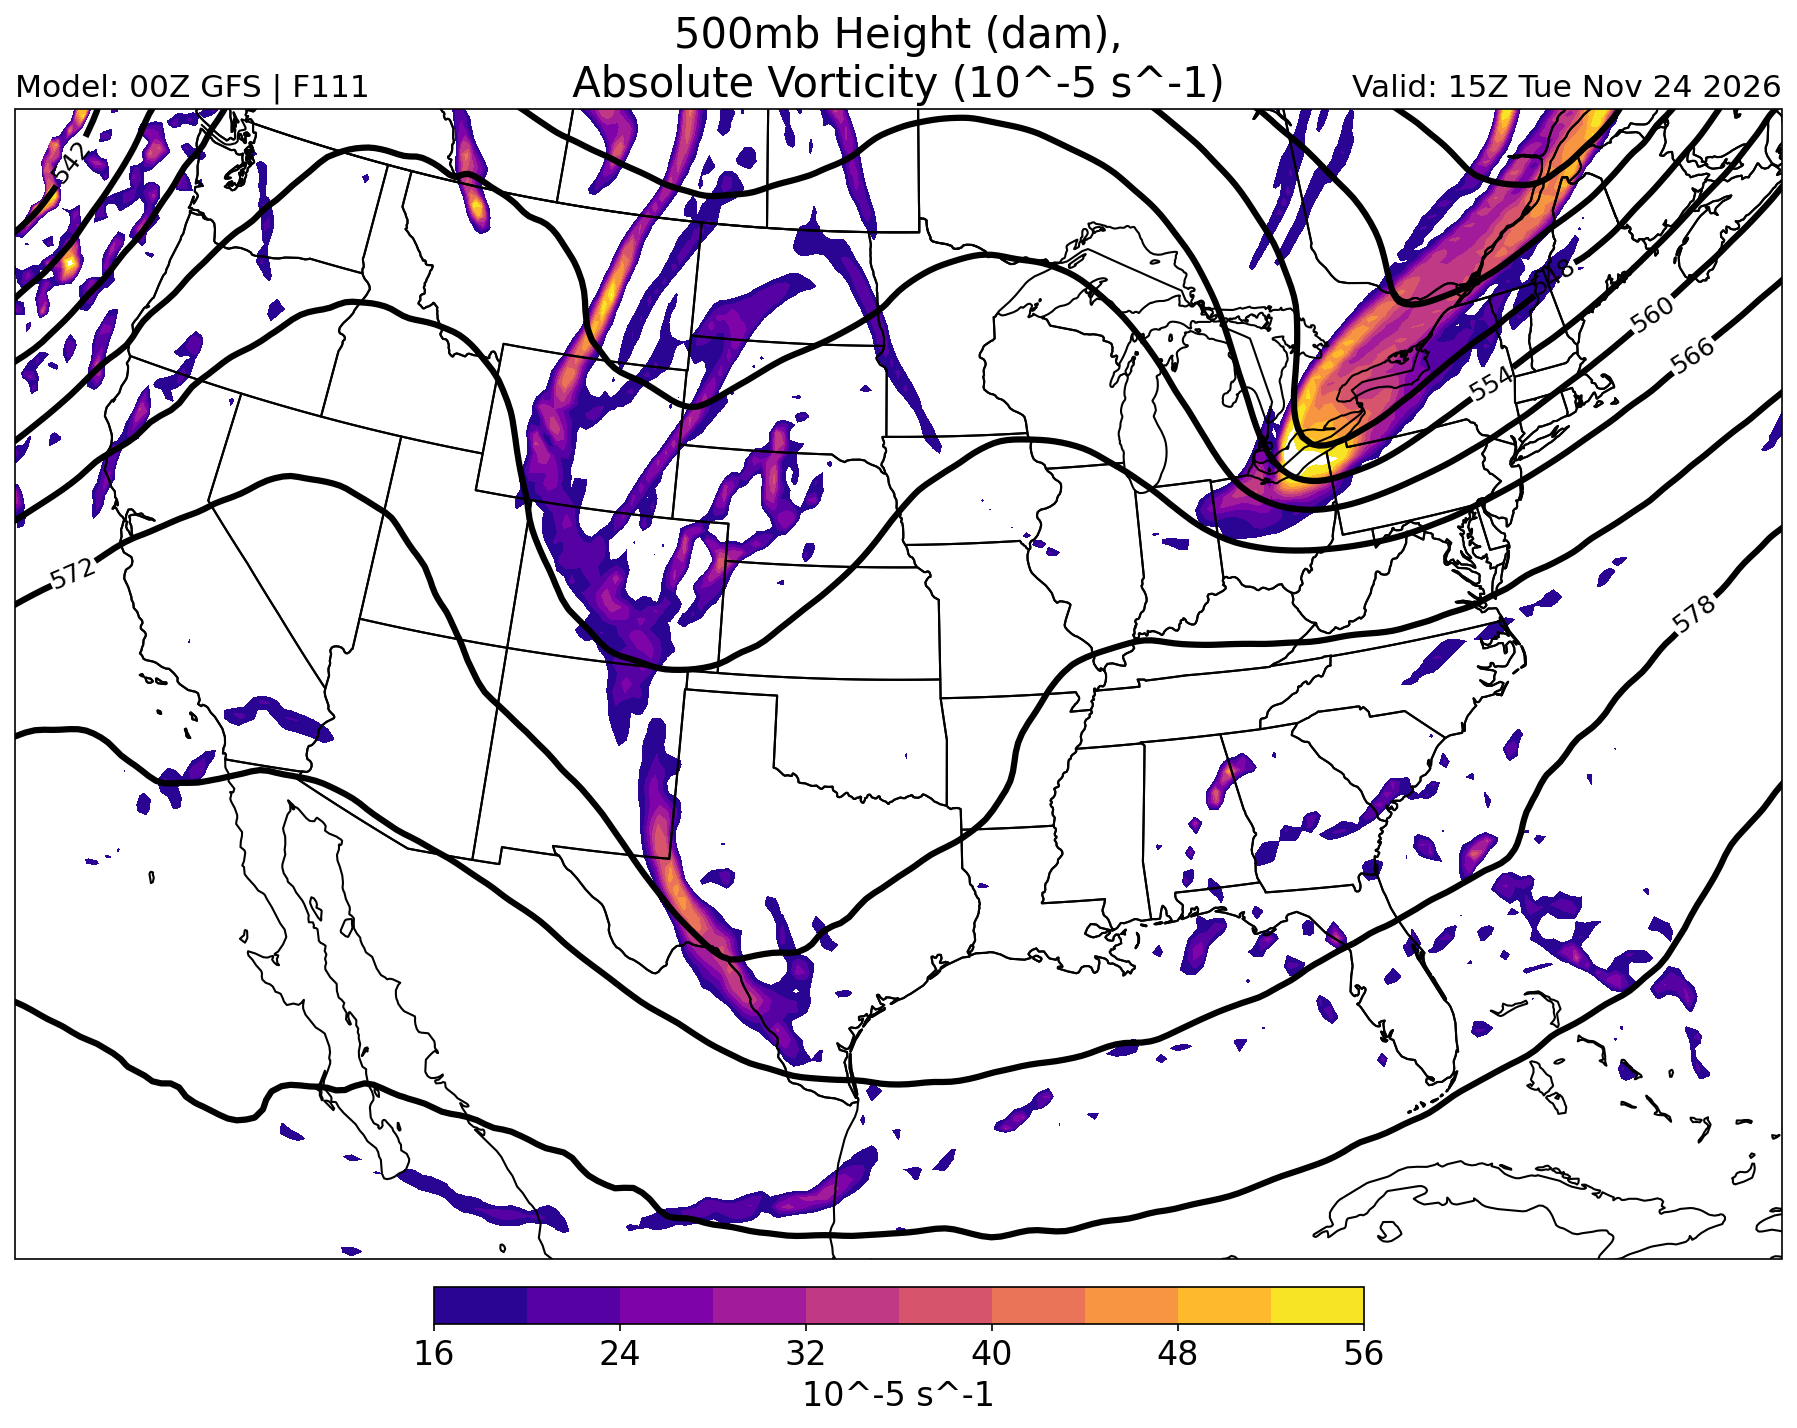 500mb Height (dam),
Model: 00Z GFS | F111
Absolute Vorticity (10^-5 s^-1)
Valid: 15Z Tue Nov 24 2026
542
548
560
566
554
572
578
16 24 32 40 48 56
10^-5 s^-1